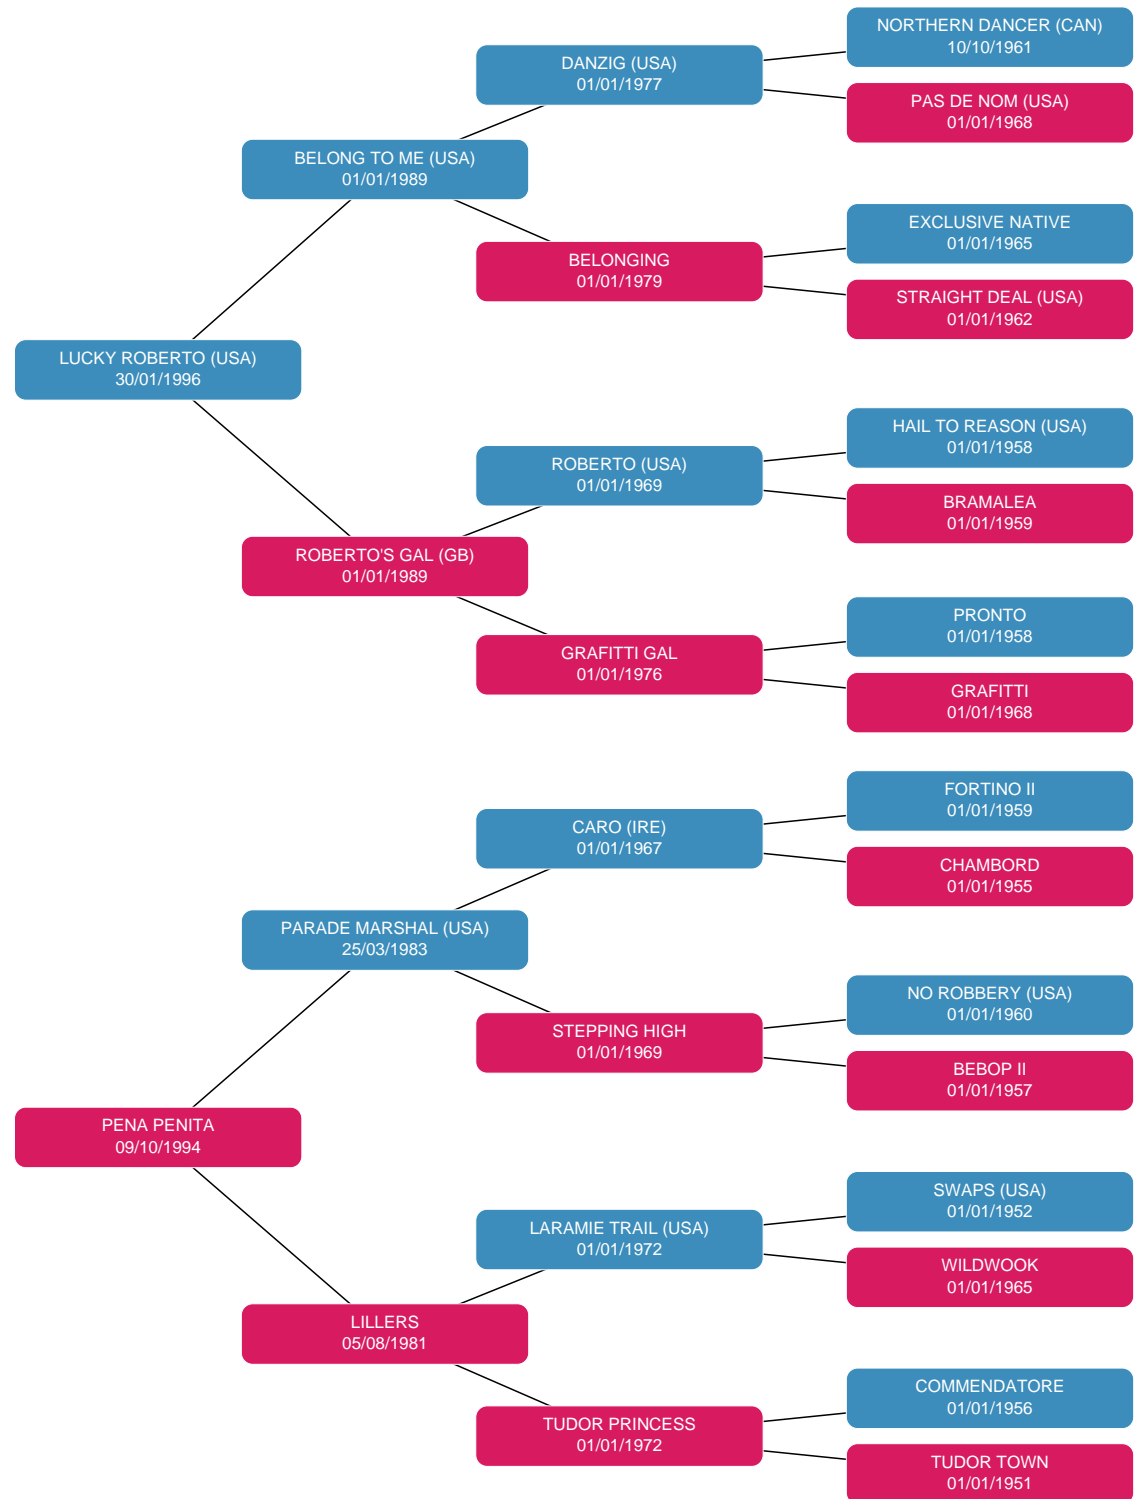 NORTHERN DANCER (CAN)
10/10/1961
DANZIG (USA)
01/01/1977
PAS DE NOM (USA)
01/01/1968
BELONG TO ME (USA)
01/01/1989
EXCLUSIVE NATIVE
01/01/1965
BELONGING
01/01/1979
STRAIGHT DEAL (USA)
01/01/1962
LUCKY ROBERTO (USA)
30/01/1996
HAIL TO REASON (USA)
01/01/1958
ROBERTO (USA)
01/01/1969
BRAMALEA
01/01/1959
ROBERTO'S GAL (GB)
01/01/1989
PRONTO
01/01/1958
GRAFITTI GAL
01/01/1976
GRAFITTI
01/01/1968
FORTINO II
01/01/1959
CARO (IRE)
01/01/1967
CHAMBORD
01/01/1955
PARADE MARSHAL (USA)
25/03/1983
NO ROBBERY (USA)
01/01/1960
STEPPING HIGH
01/01/1969
BEBOP II
01/01/1957
PENA PENITA
09/10/1994
SWAPS (USA)
01/01/1952
LARAMIE TRAIL (USA)
01/01/1972
WILDWOOK
01/01/1965
LILLERS
05/08/1981
COMMENDATORE
01/01/1956
TUDOR PRINCESS
01/01/1972
TUDOR TOWN
01/01/1951